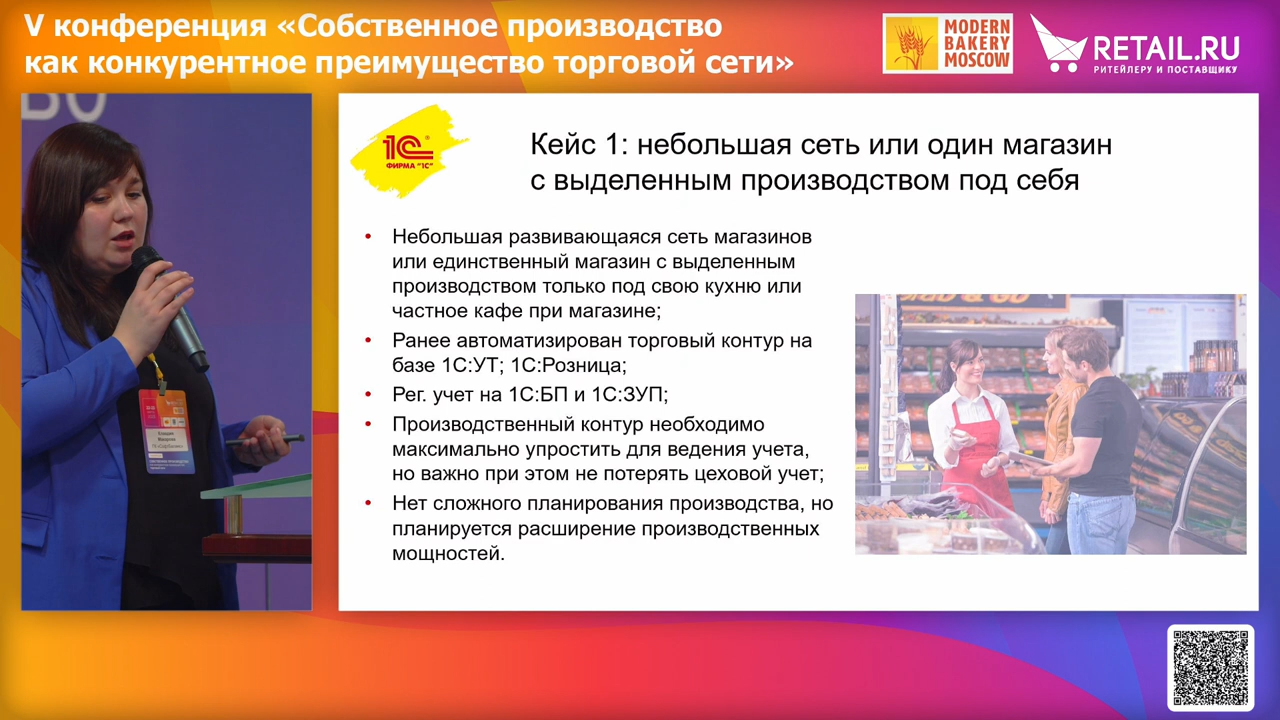 V конференция «Собственное производство
как конкурентное преимущество торговой сети»
MODERN
BAKERY
MOSCOW
RETAIL.RU
РИТЕЙЛЕРУ И ПОСТАВЩИКУ
ВО
1С®
ФИРМА "1С"
Кейс 1: небольшая сеть или один магазин
с выделенным производством под себя
• Небольшая развивающаяся сеть магазинов
или единственный магазин с выделенным
производством только под свою кухню или
частное кафе при магазине;
• Ранее автоматизирован торговый контур на
базе 1С:УТ; 1С:Розница;
• Рег. учет на 1С:БП и 1С:ЗУП;
• Производственный контур необходимо
максимально упростить для ведения учета,
но важно при этом не потерять цеховой учет;
• Нет сложного планирования производства, но
планируется расширение производственных
мощностей.
& GO